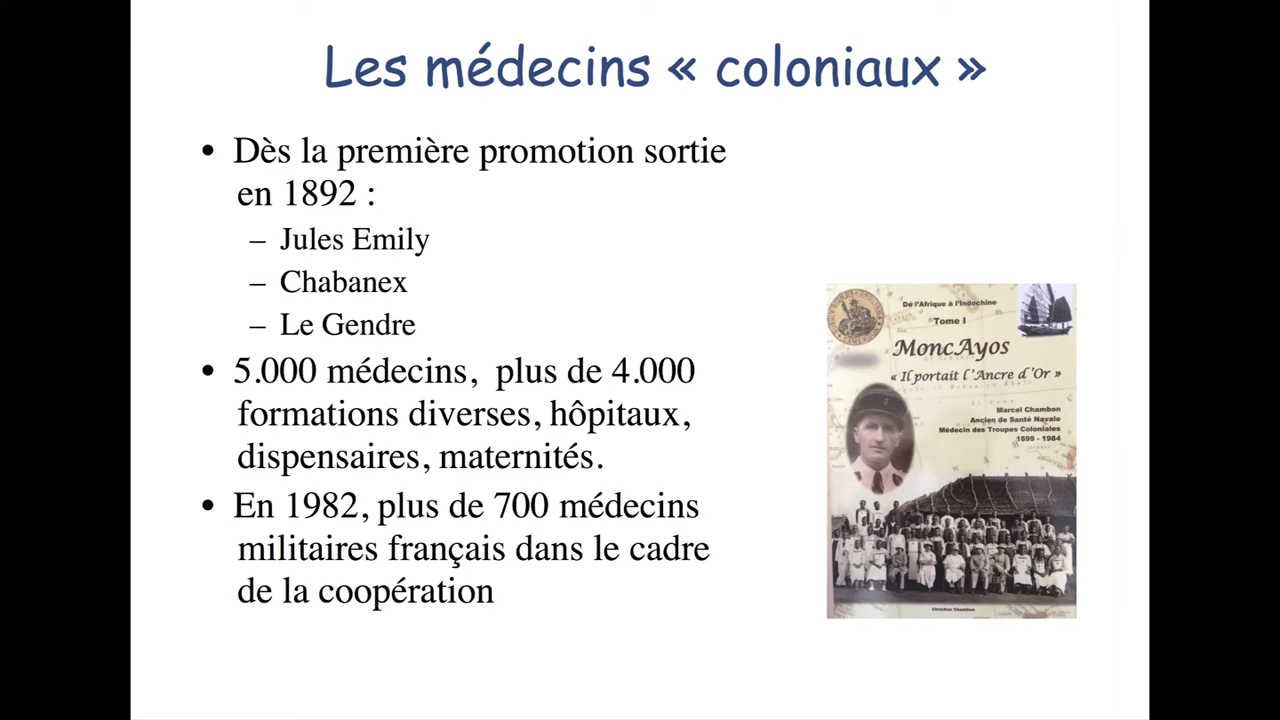 Les médecins « coloniaux »
• Dès la première promotion sortie
en 1892 :
– Jules Emily
– Chabanex
– Le Gendre
• 5.000 médecins, plus de 4.000
formations diverses, hôpitaux,
dispensaires, maternités.
• En 1982, plus de 700 médecins
militaires français dans le cadre
de la coopération
De l'Afrique à l'Indochine
Tome I
MoncAyos
« Il portait l'Ancre d'Or »
Marcel Chambon
Ancien de Santé Navale
Médecin des Troupes Coloniales
1899 - 1984
Christian Chambon